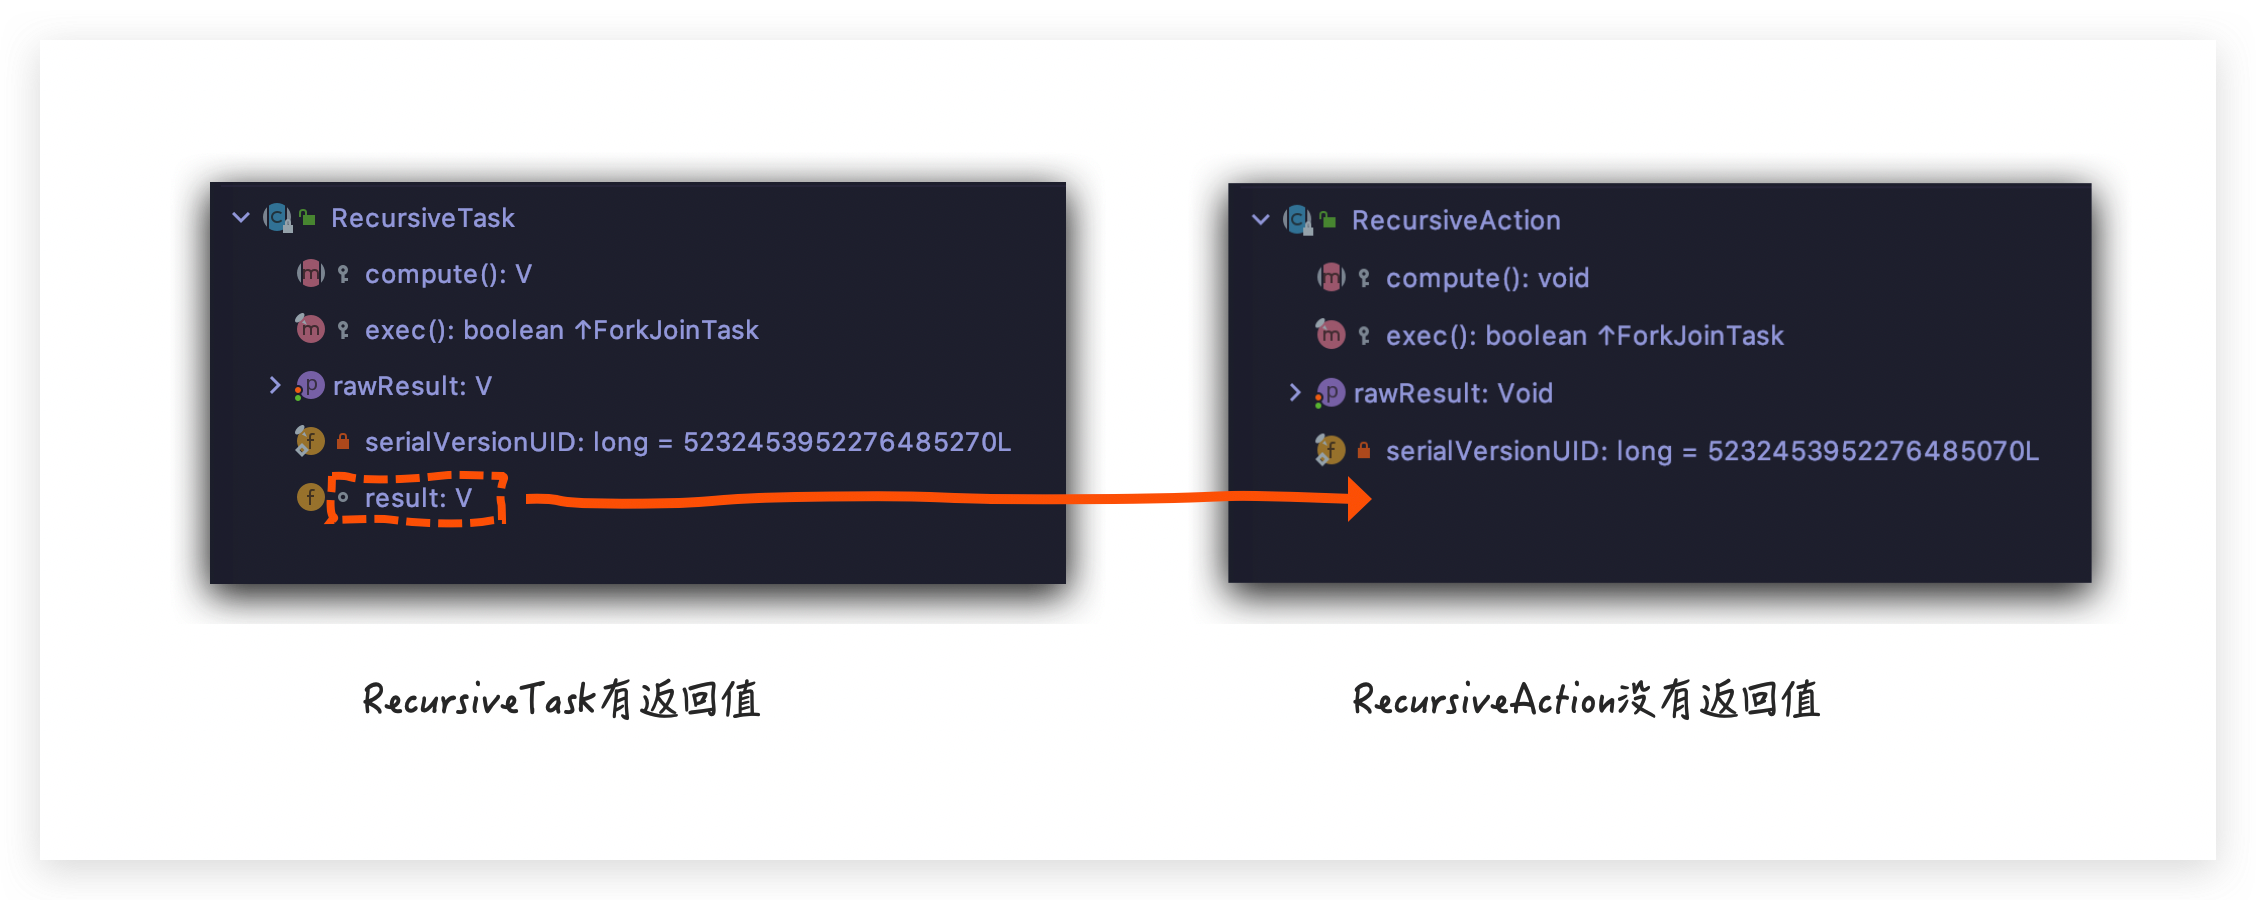 RecursiveTask
compute(): V
exec(): boolean ↑ForkJoinTask
rawResult: V
serialVersionUID: long = 5232453952276485270L
result: V
RecursiveAction
compute(): void
exec(): boolean ↑ForkJoinTask
rawResult: Void
serialVersionUID: long = 5232453952276485070L
RecursiveTask有返回值
RecursiveAction没有返回值